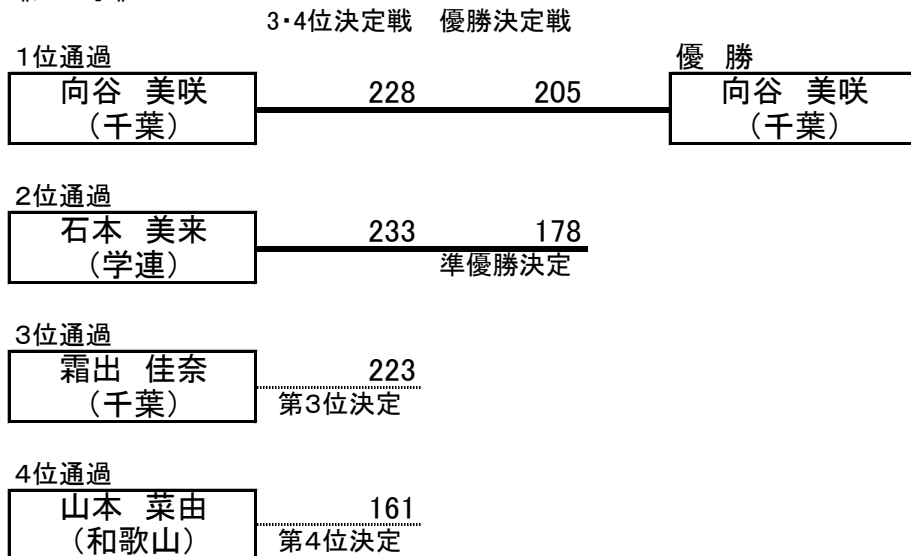 3・4位決定戦 優勝決定戦
1位通過 優 勝
向谷 美咲 228 205 向谷 美咲
(千葉) (千葉)
2位通過
石本 美来 233 178
(学連) 準優勝決定
3位通過
霜出 佳奈 223
(千葉) 第3位決定
4位通過
山本 菜由 161
(和歌山) 第4位決定